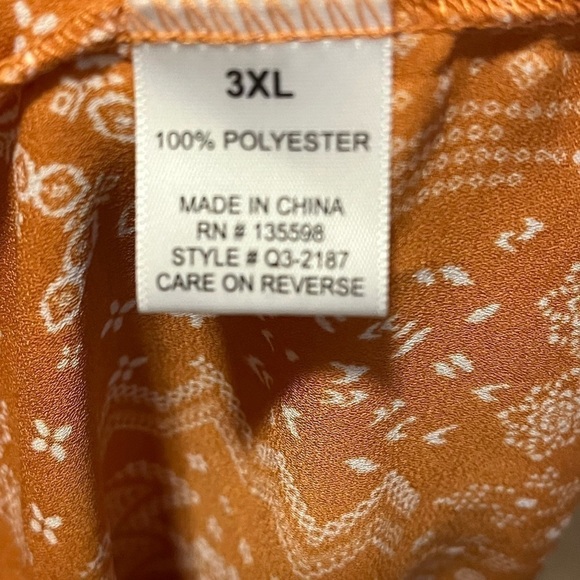 3XL
100% POLYESTER
MADE IN CHINA
RN # 135598
STYLE # Q3-2187
CARE ON REVERSE